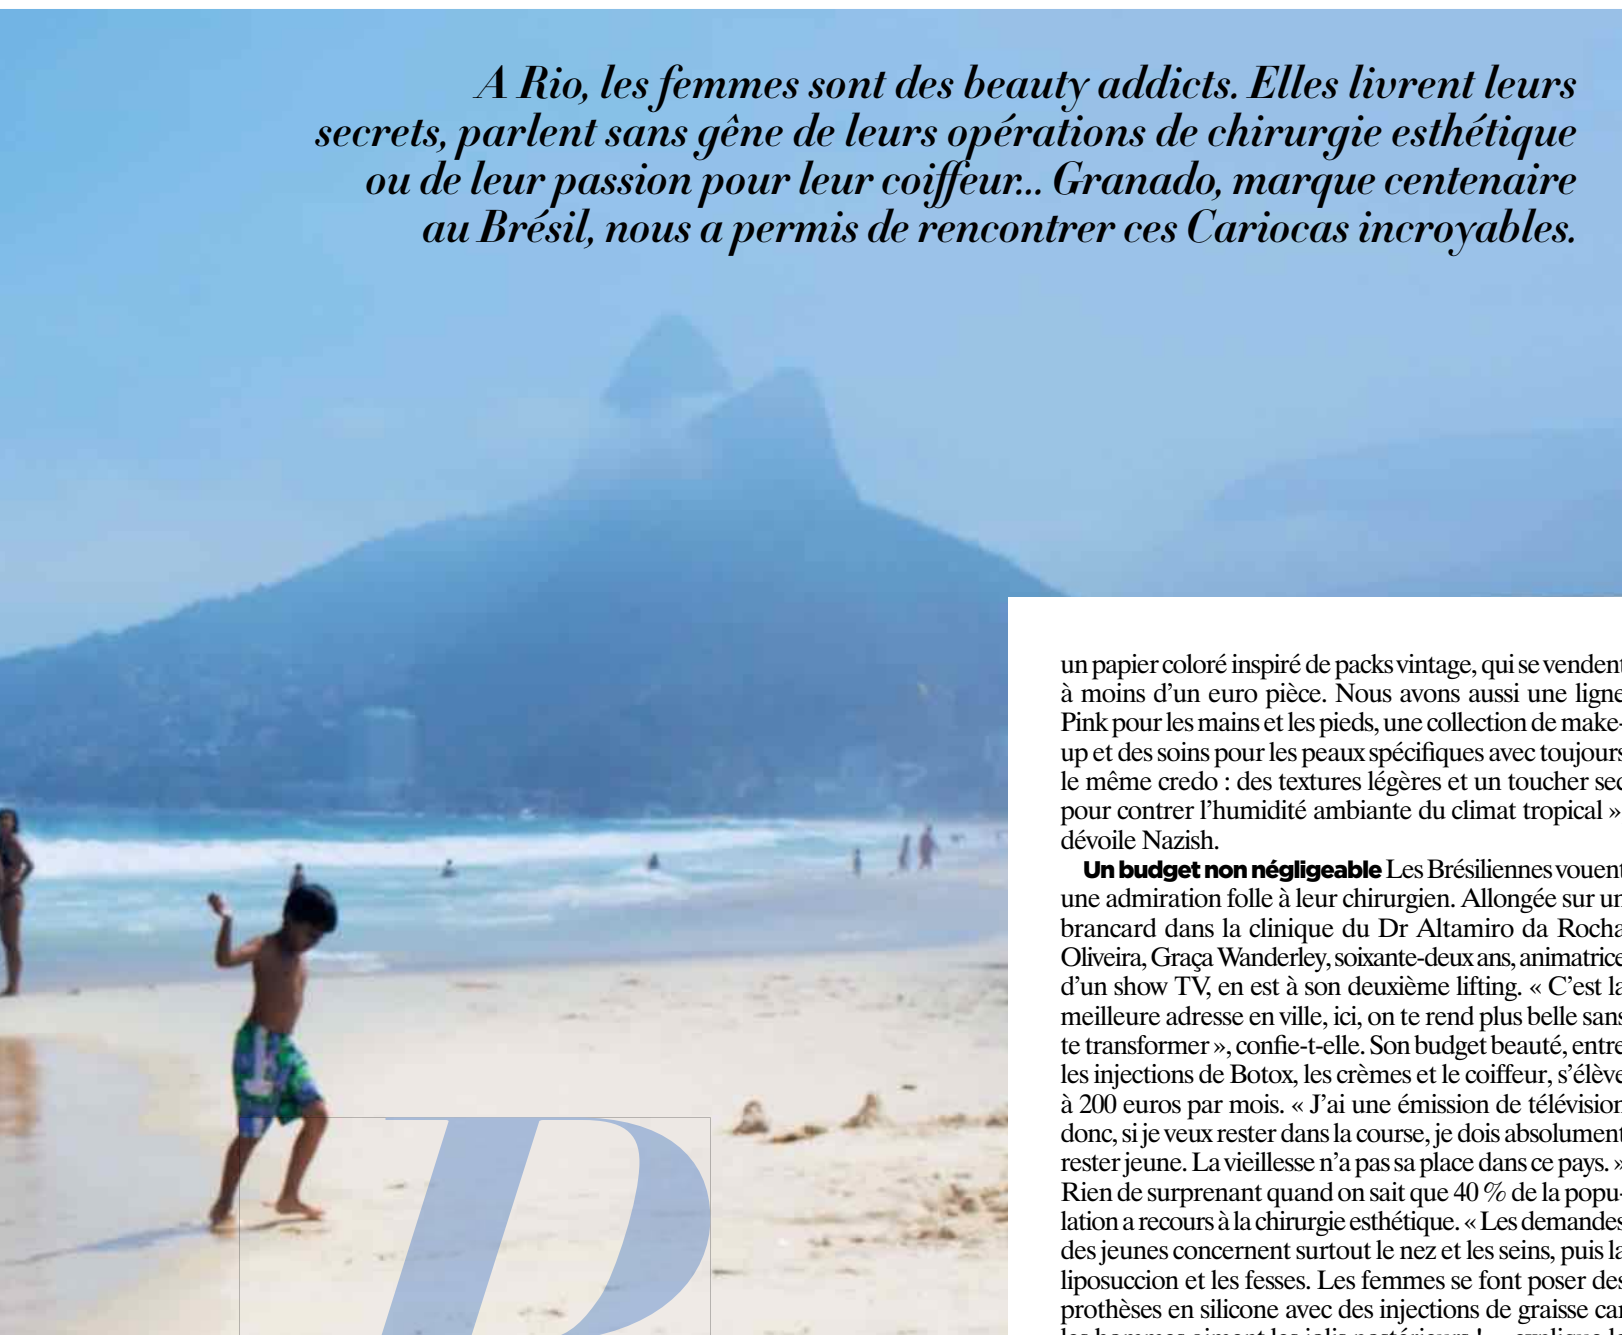 A Rio, les femmes sont des beauty addicts. Elles livrent leurs
secrets, parlent sans gêne de leurs opérations de chirurgie esthétique
ou de leur passion pour leur coiffeur... Granado, marque centenaire
au Brésil, nous a permis de rencontrer ces Cariocas incroyables.
un papier coloré inspiré de packs vintage, qui se vendent
à moins d’un euro pièce. Nous avons aussi une ligne
Pink pour les mains et les pieds, une collection de make-
up et des soins pour les peaux spécifiques avec toujours
le même credo : des textures légères et un toucher sec
pour contrer l’humidité ambiante du climat tropical »
dévoile Nazish.
Un budget non négligeable Les Brésiliennes vouent
une admiration folle à leur chirurgien. Allongée sur un
brancard dans la clinique du Dr Altamiro da Rocha
Oliveira, Graça Wanderley, soixante-deux ans, animatrice
d’un show TV, en est à son deuxième lifting. « C’est la
meilleure adresse en ville, ici, on te rend plus belle sans
te transformer », confie-t-elle. Son budget beauté, entre
les injections de Botox, les crèmes et le coiffeur, s’élève
à 200 euros par mois. « J’ai une émission de télévision
donc, si je veux rester dans la course, je dois absolument
rester jeune. La vieillesse n’a pas sa place dans ce pays. »
Rien de surprenant quand on sait que 40 % de la popu-
lation a recours à la chirurgie esthétique. « Les demandes
des jeunes concernent surtout le nez et les seins, puis la
liposuccion et les fesses. Les femmes se font poser des
prothèses en silicone avec des injections de graisse car